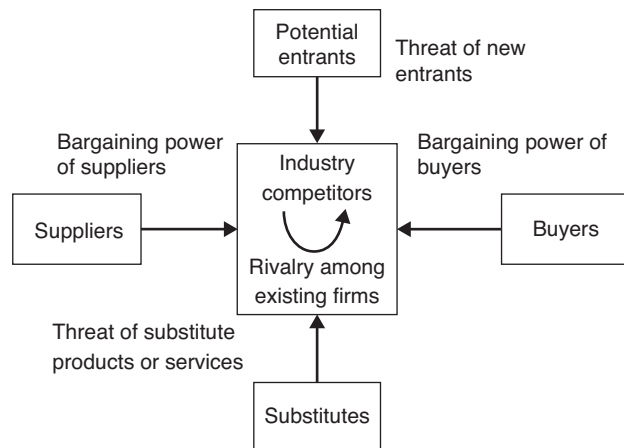 Potential
entrants
Threat of new
entrants
Bargaining power
of suppliers
Bargaining power of
buyers
Industry
competitors
Suppliers
Buyers
Rivalry among
existing firms
Threat of substitute
products or services
Substitutes